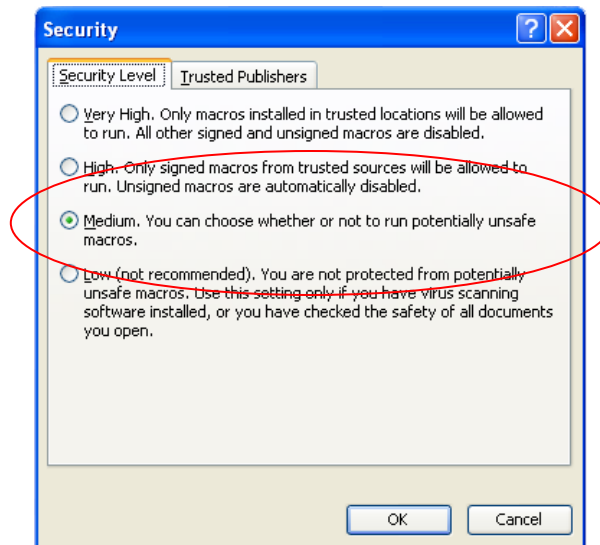 Security
Security Level Trusted Publishers
Very High. Only macros installed in trusted locations will be allowed
to run. All other signed and unsigned macros are disabled.
High. Only signed macros from trusted sources will be allowed to
run. Unsigned macros are automatically disabled.
Medium. You can choose whether or not to run potentially unsafe
macros.
Low (not recommended). You are not protected from potentially
unsafe macros. Use this setting only if you have virus scanning
software installed, or you have checked the safety of all documents
you open.
OK Cancel